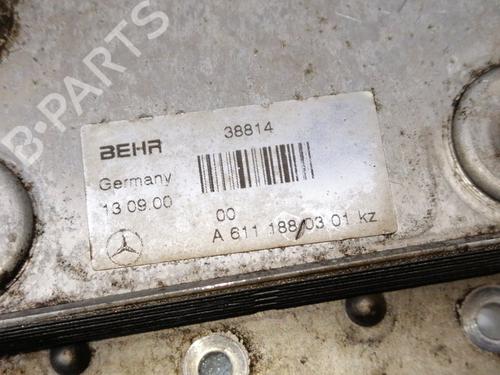 B-PARTS
BEHR
38814
Germany
13 09.00
00
A 611 188 03 01 kz